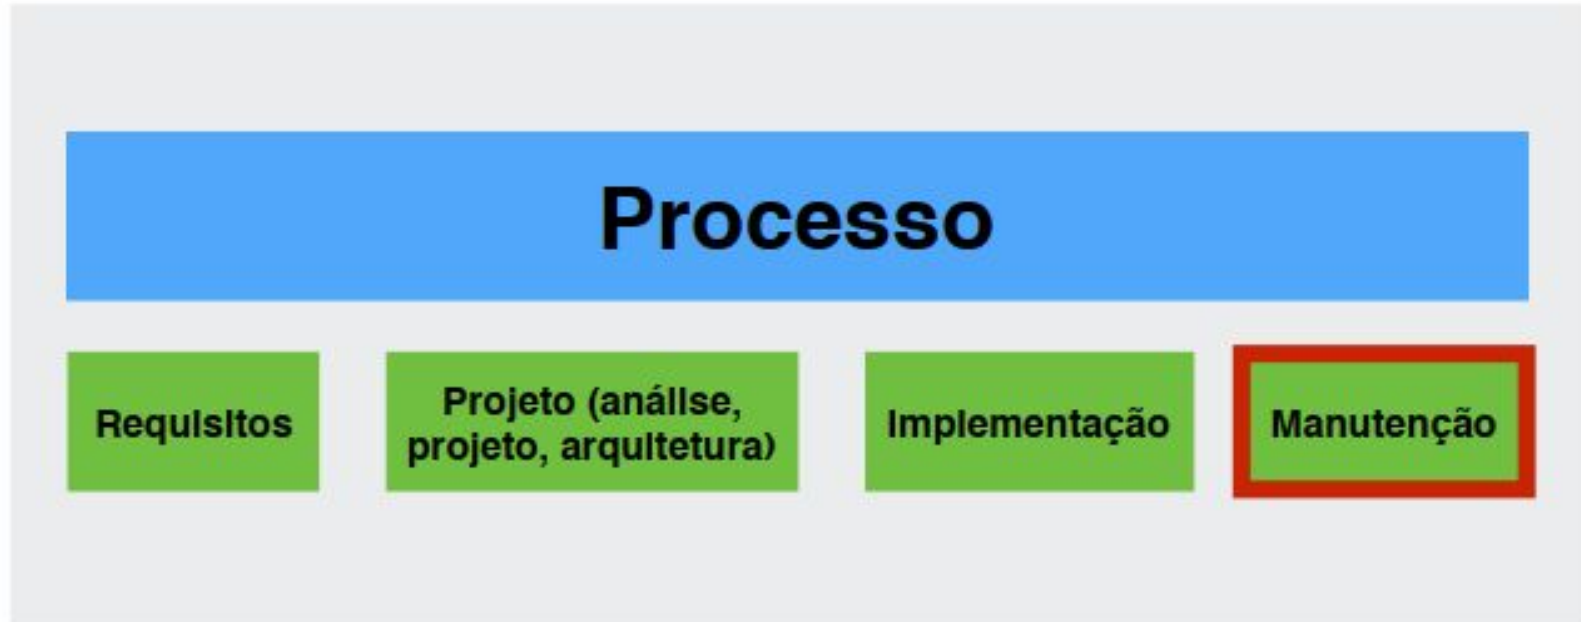 Processo
Requisitos
Projeto (análise,
projeto, arquitetura)
Implementação
Manutenção